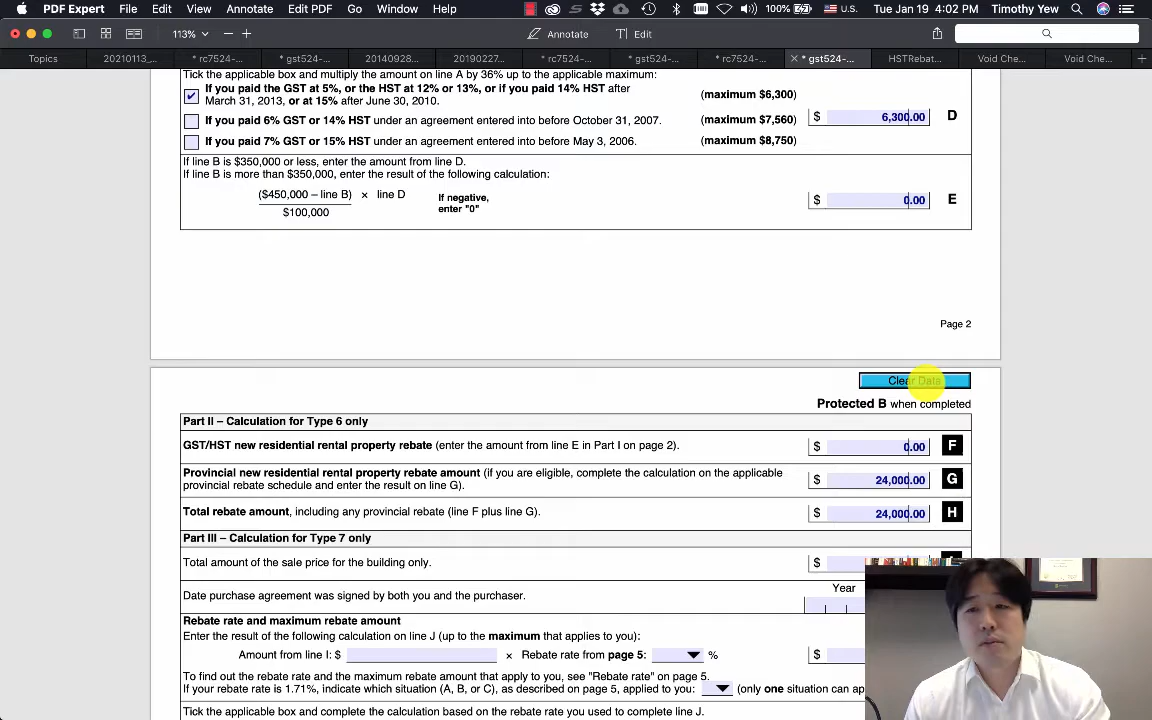 PDF Expert File Edit View Annotate Edit PDF Go Window Help 100% U.S. Tue Jan 19 4:02 PM Timothy Yew
113% Annotate Edit
Topics 20210113_... * rc7524-... * gst524-... 20140928... 20190227... * rc7524-... * gst524-... * rc7524-... * gst524-... HSTRebat... Void Che... Void Che...
Tick the applicable box and multiply the amount on line A by 36% up to the applicable maximum:
If you paid the GST at 5%, or the HST at 12% or 13%, or if you paid 14% HST after
March 31, 2013, or at 15% after June 30, 2010.
(maximum $6,300)
$ 6,300.00 D
If you paid 6% GST or 14% HST under an agreement entered into before October 31, 2007. (maximum $7,560)
If you paid 7% GST or 15% HST under an agreement entered into before May 3, 2006. (maximum $8,750)
If line B is $350,000 or less, enter the amount from line D.
If line B is more than $350,000, enter the result of the following calculation:
($450,000 – line B) × line D
$100,000
If negative,
enter "0"
$ 0.00 E
Page 2
Clear Data
Protected B when completed
Part II – Calculation for Type 6 only
GST/HST new residential rental property rebate (enter the amount from line E in Part I on page 2). $ 0.00 F
Provincial new residential rental property rebate amount (if you are eligible, complete the calculation on the applicable
provincial rebate schedule and enter the result on line G). $ 24,000.00 G
Total rebate amount, including any provincial rebate (line F plus line G). $ 24,000.00 H
Part III – Calculation for Type 7 only
Total amount of the sale price for the building only. $
Year
Date purchase agreement was signed by both you and the purchaser.
Rebate rate and maximum rebate amount
Enter the result of the following calculation on line J (up to the maximum that applies to you):
Amount from line I: $ × Rebate rate from page 5: % $
To find out the rebate rate and the maximum rebate amount that apply to you, see "Rebate rate" on page 5.
If your rebate rate is 1.71%, indicate which situation (A, B, or C), as described on page 5, applied to you: (only one situation can ap
Tick the applicable box and complete the calculation based on the rebate rate you used to complete line J.